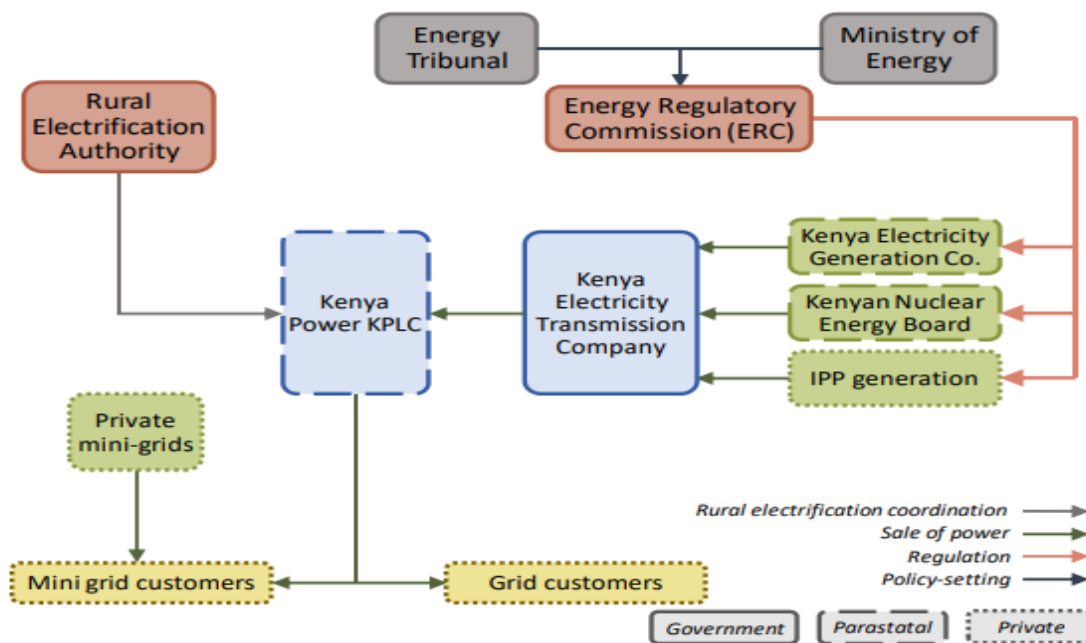 Energy
Tribunal
Ministry of
Energy
Rural
Electrification
Authority
Energy Regulatory
Commission (ERC)
Kenya
Power KPLC
Kenya
Electricity
Transmission
Company
Kenya Electricity
Generation Co.
Kenyan Nuclear
Energy Board
IPP generation
Private
mini-grids
Mini grid customers
Grid customers
Rural electrification coordination
Sale of power
Regulation
Policy-setting
Government
Parastatal
Private